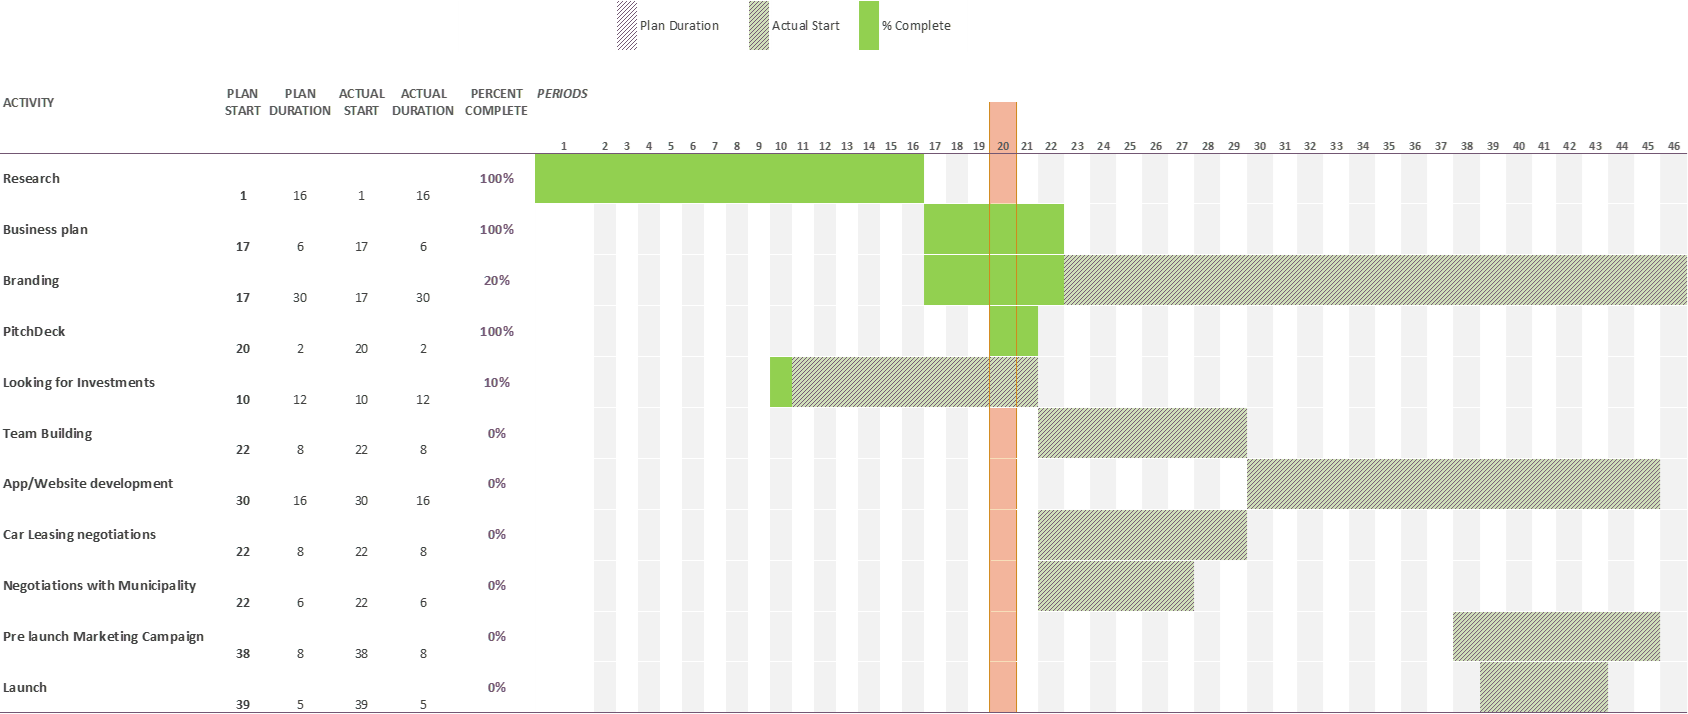 Plan Duration Actual Start % Complete
ACTIVITY PLAN START PLAN DURATION ACTUAL START ACTUAL DURATION PERCENT COMPLETE PERIODS
1 2 3 4 5 6 7 8 9 10 11 12 13 14 15 16 17 18 19 20 21 22 23 24 25 26 27 28 29 30 31 32 33 34 35 36 37 38 39 40 41 42 43 44 45 46
Research 1 16 1 16 100%
Business plan 17 6 17 6 100%
Branding 17 30 17 30 20%
PitchDeck 20 2 20 2 100%
Looking for Investments 10 12 10 12 10%
Team Building 22 8 22 8 0%
App/Website development 30 16 30 16 0%
Car Leasing negotiations 22 8 22 8 0%
Negotiations with Municipality 22 6 22 6 0%
Pre launch Marketing Campaign 38 8 38 8 0%
Launch 39 5 39 5 0%